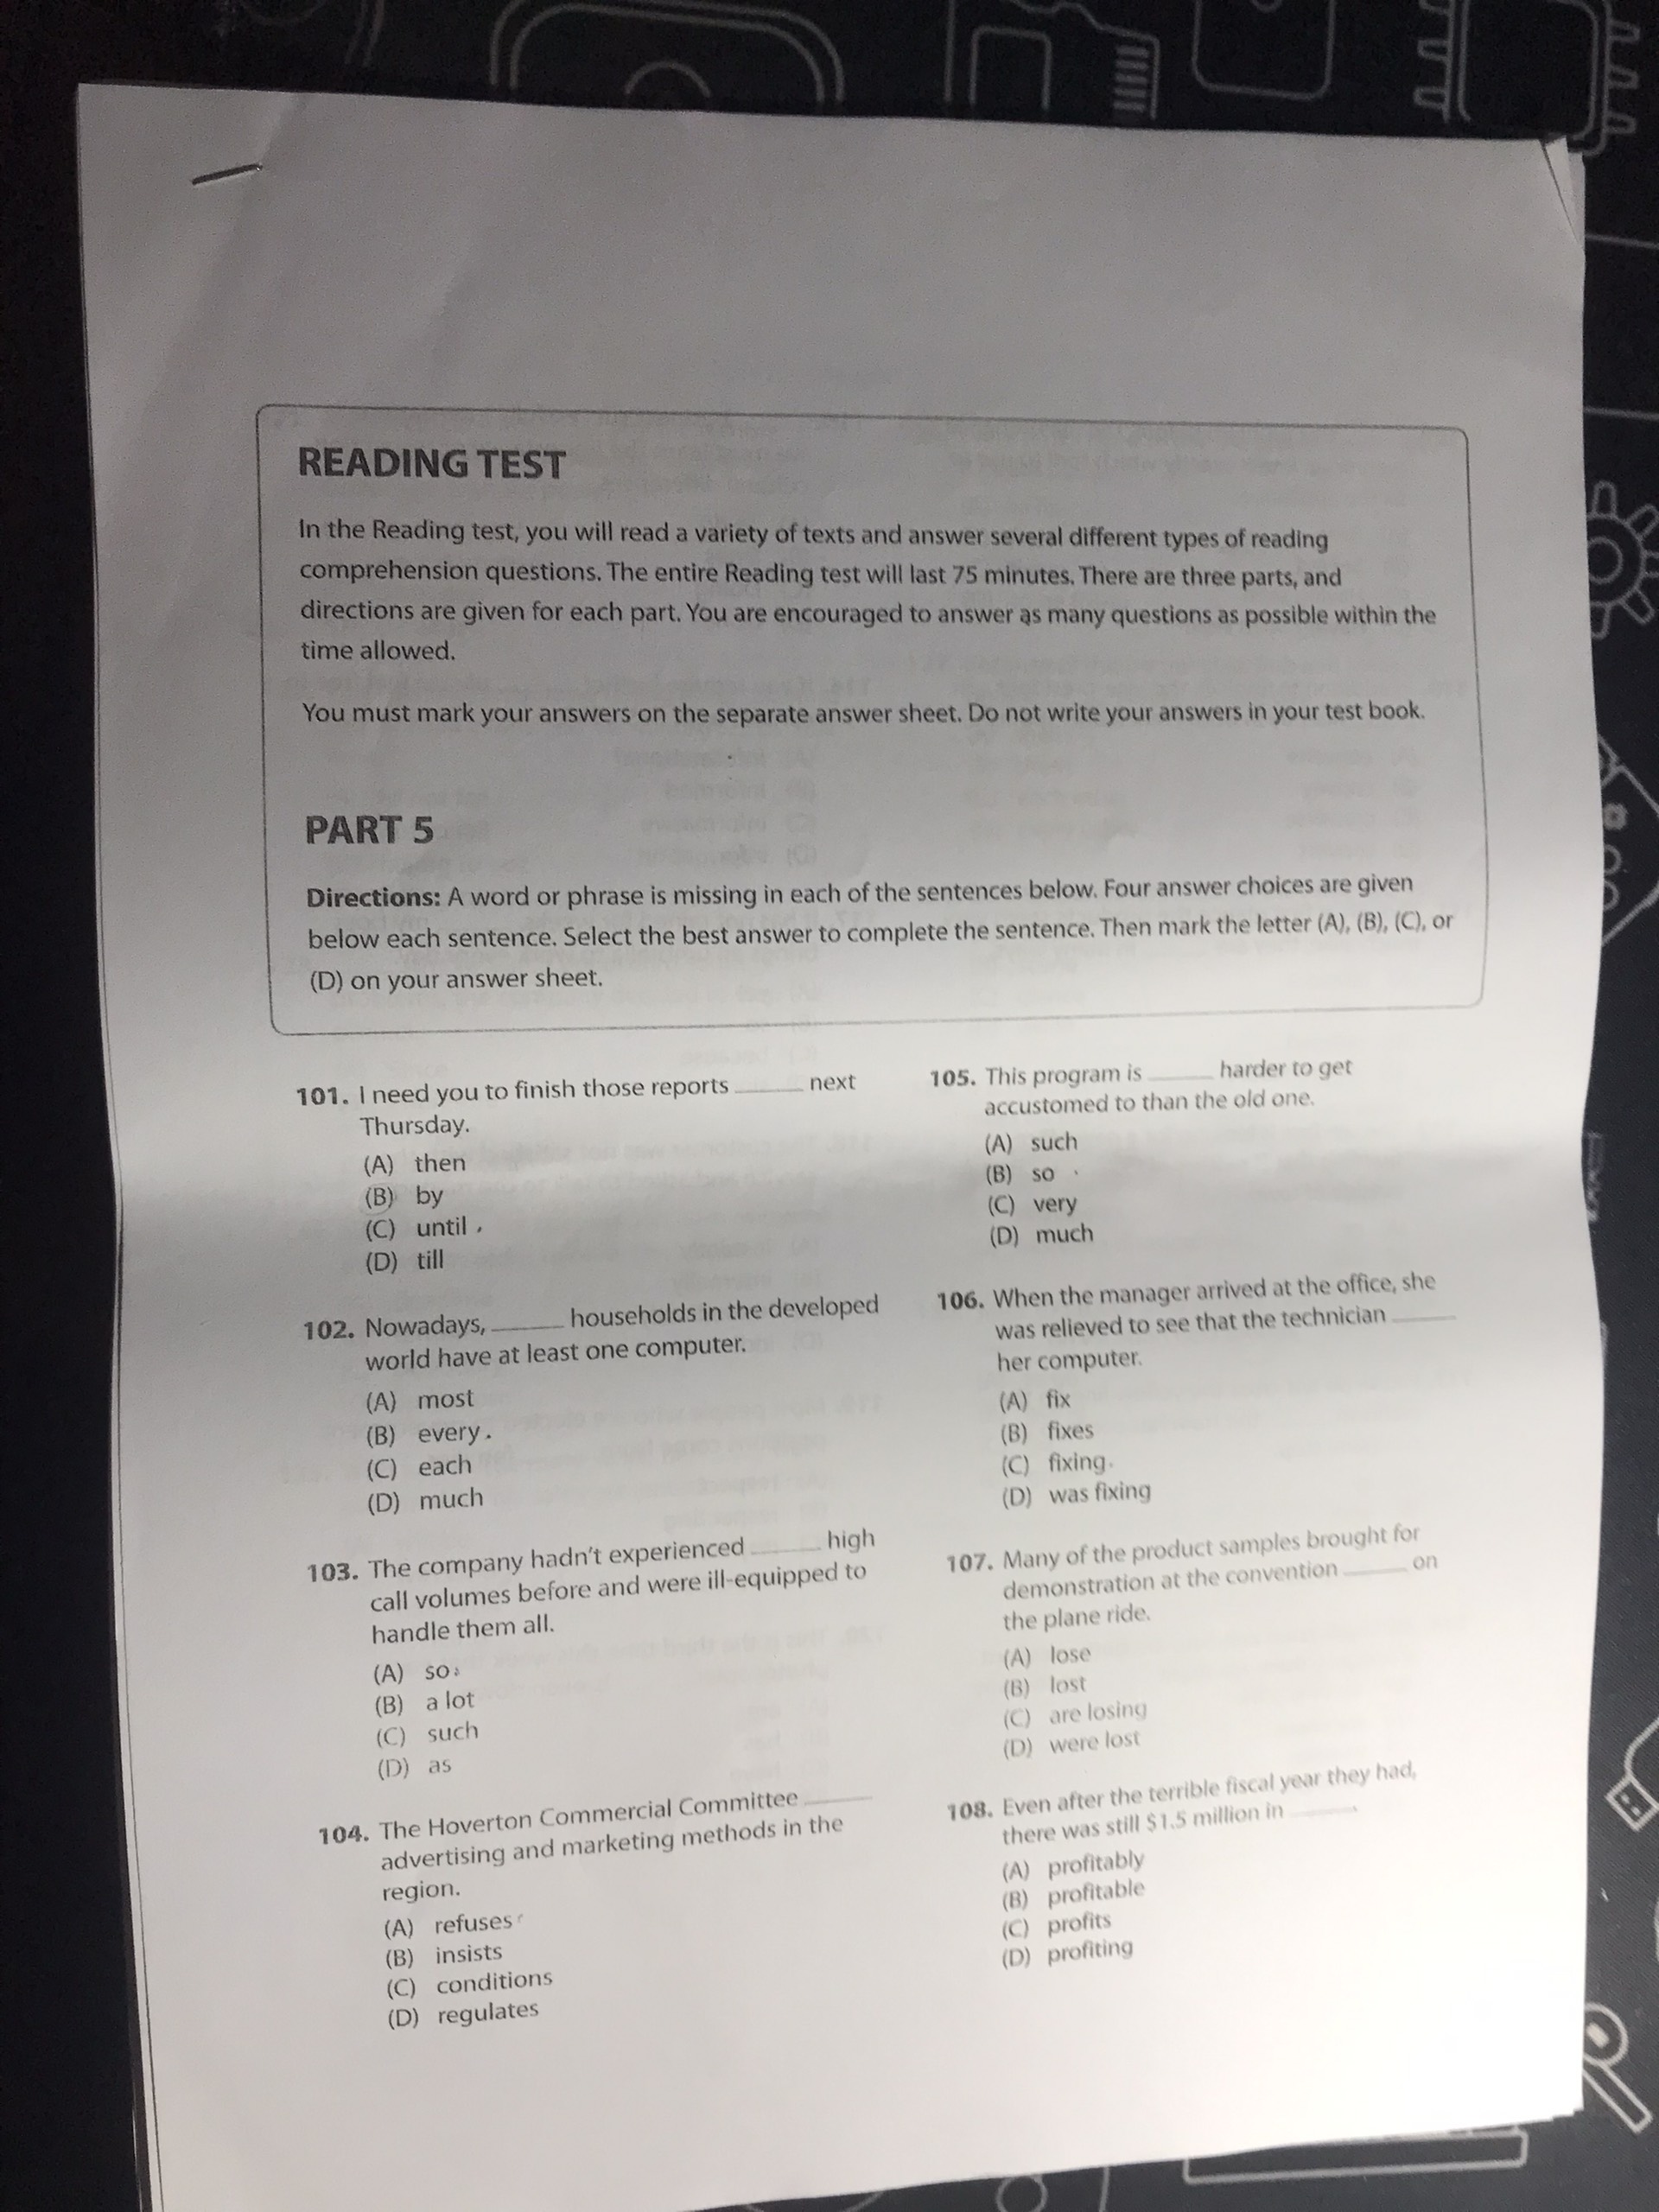 READING TEST
In the Reading test, you will read a variety of texts and answer several different types of reading
comprehension questions. The entire Reading test will last 75 minutes. There are three parts, and
directions are given for each part. You are encouraged to answer as many questions as possible within the
time allowed.
You must mark your answers on the separate answer sheet. Do not write your answers in your test book.
PART 5
Directions: A word or phrase is missing in each of the sentences below. Four answer choices are given
below each sentence. Select the best answer to complete the sentence. Then mark the letter (A), (B), (C), or
(D) on your answer sheet.
101. I need you to finish those reports ______ next
Thursday.
(A) then
(B) by
(C) until
(D) till
102. Nowadays, ______ households in the developed
world have at least one computer.
(A) most
(B) every
(C) each
(D) much
103. The company hadn't experienced ______ high
call volumes before and were ill-equipped to
handle them all.
(A) so
(B) a lot
(C) such
(D) as
104. The Hoverton Commercial Committee ______
advertising and marketing methods in the
region.
(A) refuses
(B) insists
(C) conditions
(D) regulates
105. This program is ______ harder to get
accustomed to than the old one.
(A) such
(B) so
(C) very
(D) much
106. When the manager arrived at the office, she
was relieved to see that the technician ______
her computer.
(A) fix
(B) fixes
(C) fixing
(D) was fixing
107. Many of the product samples brought for
demonstration at the convention ______ on
the plane ride.
(A) lose
(B) lost
(C) are losing
(D) were lost
108. Even after the terrible fiscal year they had,
there was still $1.5 million in ______.
(A) profitably
(B) profitable
(C) profits
(D) profiting